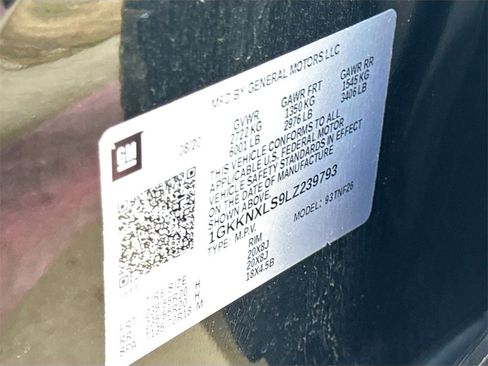 MFD BY GENERAL MOTORS LLC
GM
08/20
GVWR GAWR FRT GAWR RR
2722 KG 1350 KG 1545 KG
6001 LB 2976 LB 3406 LB
THIS VEHICLE CONFORMS TO ALL
APPLICABLE U.S. FEDERAL MOTOR
VEHICLE SAFETY STANDARDS IN EFFECT
ON THE DATE OF MANUFACTURE
SHOWN ABOVE
1GKKNXLS9LZ239793
TYPE: M.P.V. MODEL: 93TNF26
TIRE SIZE RIM
20X8J
20X8J
18X4.5B